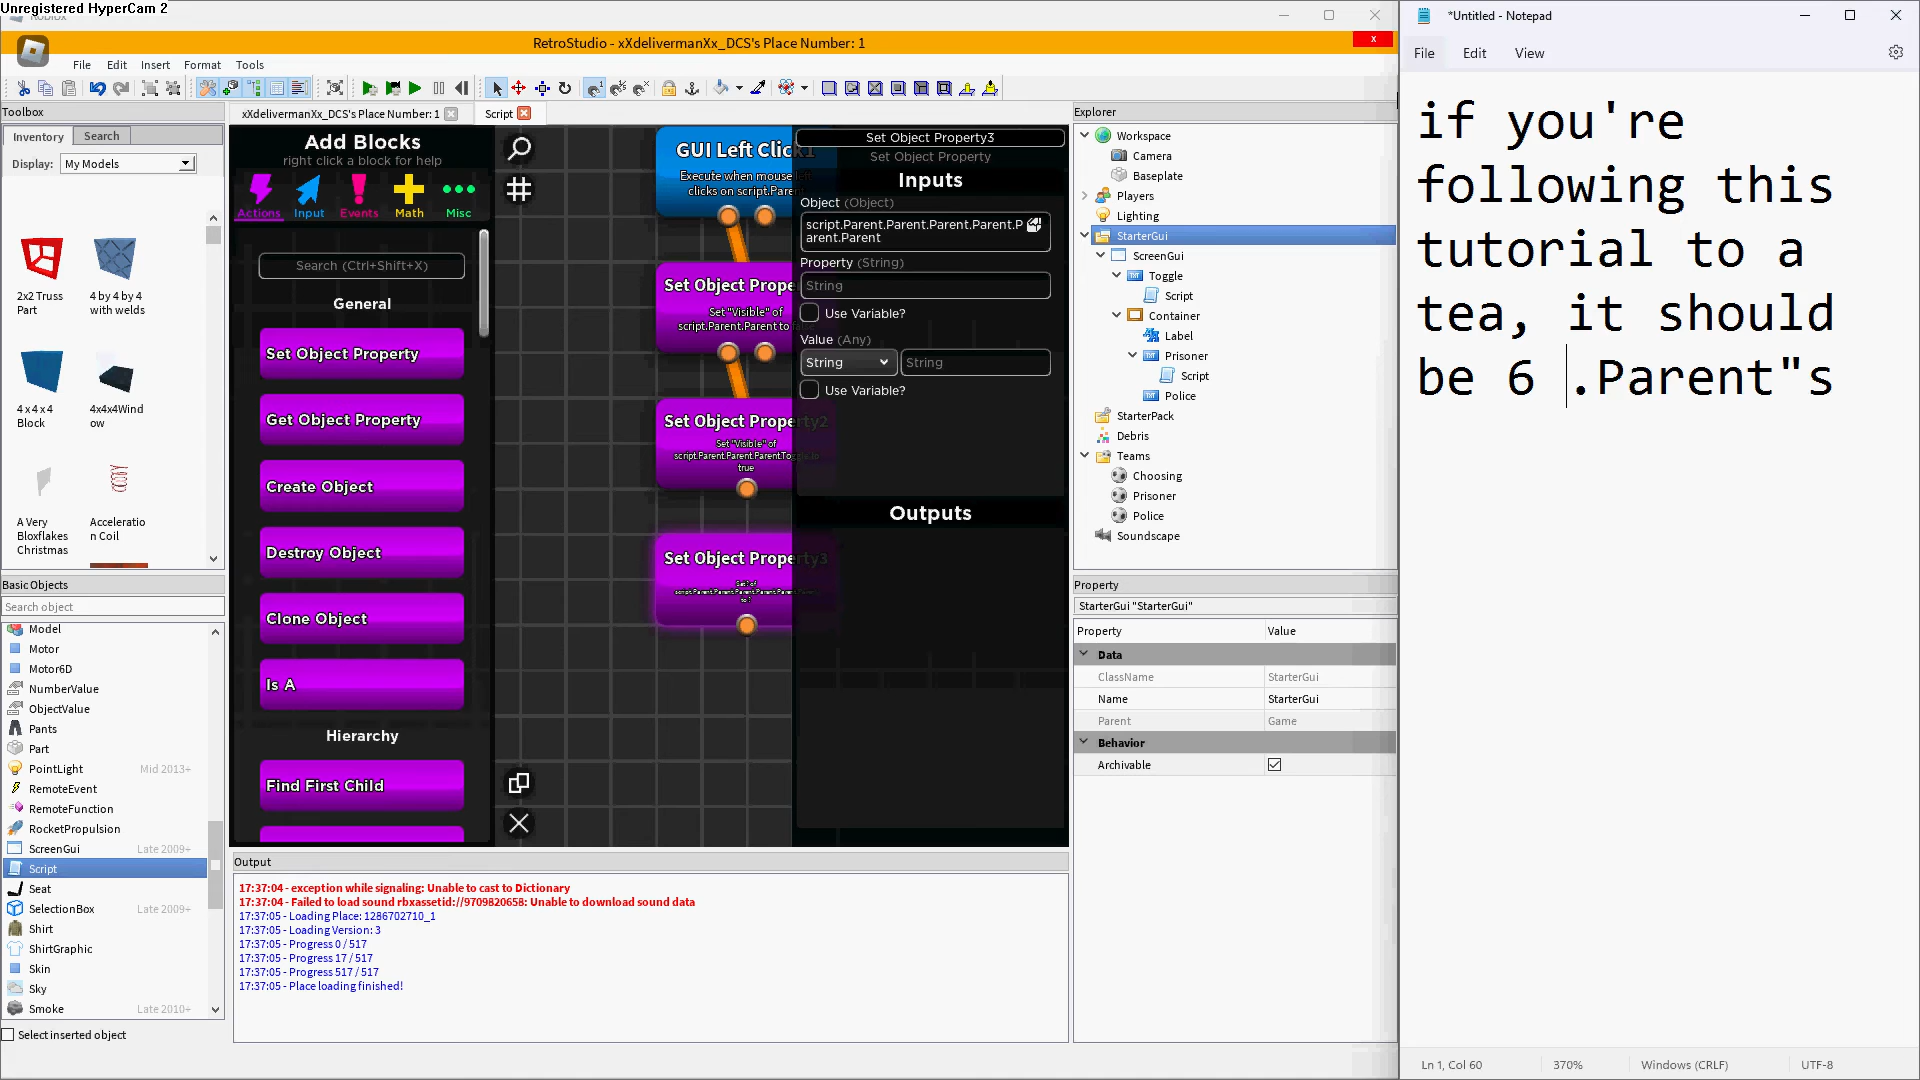 Unregistered HyperCam 2
RetroStudio - xXdelivermanXx_DCS's Place Number: 1
x
File Edit Insert Format Tools
Toolbox
Inventory
Search
Display:
My Models
2x2 Truss
Part
4 by 4 by 4
with welds
4 x 4 x 4
Block
4x4x4Wind
ow
A Very
Bloxflakes
Christmas
Acceleratio
n Coil
Basic Objects
Search object
Model
Motor
Motor6D
NumberValue
ObjectValue
Pants
Part
PointLight Mid 2013+
RemoteEvent
RemoteFunction
RocketPropulsion
ScreenGui Late 2009+
Script
Seat
SelectionBox Late 2009+
Shirt
ShirtGraphic
Skin
Sky
Smoke Late 2010+
Select inserted object
xXdelivermanXx_DCS's Place Number: 1
Script
Add Blocks
right click a block for help
Actions Input Events Math Misc
Search (Ctrl+Shift+X)
General
Set Object Property
Get Object Property
Create Object
Destroy Object
Clone Object
Is A
Hierarchy
Find First Child
GUI Left Click1
Execute when mouse left
clicks on script.Parent
Set Object Prope
Set "Visible" of
script.Parent.Parent to false
Set Object Property2
Set "Visible" of
script.Parent.Parent.Parent.Toggle to
true
Set Object Property3
Set Object Property3
Set Object Property
Inputs
Object (Object)
script.Parent.Parent.Parent.Parent.P
arent.Parent
Property (String)
String
Use Variable?
Value (Any)
String
String
Use Variable?
Outputs
Output
17:37:04 - exception while signaling: Unable to cast to Dictionary
17:37:04 - Failed to load sound rbxassetid://9709820658: Unable to download sound data
17:37:05 - Loading Place: 1286702710_1
17:37:05 - Loading Version: 3
17:37:05 - Progress 0 / 517
17:37:05 - Progress 17 / 517
17:37:05 - Progress 517 / 517
17:37:05 - Place loading finished!
Explorer
Workspace
Camera
Baseplate
Players
Lighting
StarterGui
ScreenGui
Toggle
Script
Container
Label
Prisoner
Script
Police
StarterPack
Debris
Teams
Choosing
Prisoner
Police
Soundscape
Property
StarterGui "StarterGui"
Property Value
Data
ClassName StarterGui
Name StarterGui
Parent Game
Behavior
Archivable
*Untitled - Notepad
File Edit View
if you're
following this
tutorial to a
tea, it should
be 6 .Parent"s
Ln 1, Col 60
370%
Windows (CRLF)
UTF-8